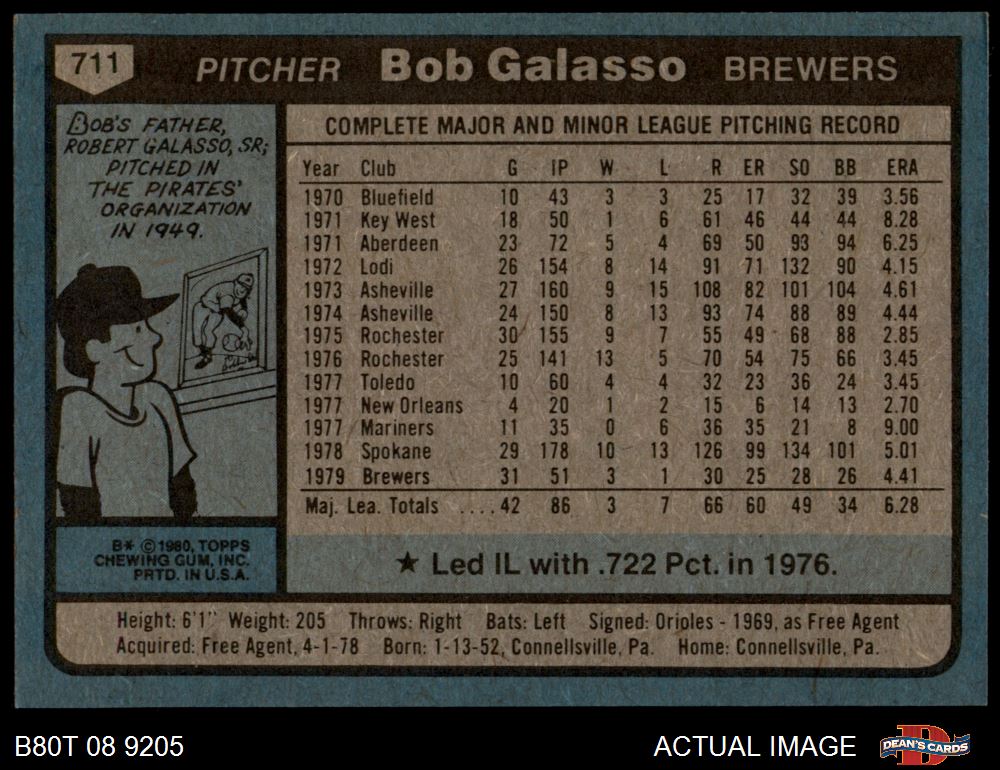 711 PITCHER Bob Galasso BREWERS
BOB'S FATHER,
ROBERT GALASSO, SR;
PITCHED IN
THE PIRATES'
ORGANIZATION
IN 1949.
COMPLETE MAJOR AND MINOR LEAGUE PITCHING RECORD
Year Club G IP W L R ER SO BB ERA
1970 Bluefield 10 43 3 3 25 17 32 39 3.56
1971 Key West 18 50 1 6 61 46 44 44 8.28
1971 Aberdeen 23 72 5 4 69 50 93 94 6.25
1972 Lodi 26 154 8 14 91 71 132 90 4.15
1973 Asheville 27 160 9 15 108 82 101 104 4.61
1974 Asheville 24 150 8 13 93 74 88 89 4.44
1975 Rochester 30 155 9 7 55 49 68 88 2.85
1976 Rochester 25 141 13 5 70 54 75 66 3.45
1977 Toledo 10 60 4 4 32 23 36 24 3.45
1977 New Orleans 4 20 1 2 15 6 14 13 2.70
1977 Mariners 11 35 0 6 36 35 21 8 9.00
1978 Spokane 29 178 10 13 126 99 134 101 5.01
1979 Brewers 31 51 3 1 30 25 28 26 4.41
Maj. Lea. Totals ....42 86 3 7 66 60 49 34 6.28
B* ©1980, TOPPS
CHEWING GUM, INC.
PRTD. IN U.S.A.
★ Led IL with .722 Pct. in 1976.
Height: 6'1" Weight: 205 Throws: Right Bats: Left Signed: Orioles - 1969, as Free Agent
Acquired: Free Agent, 4-1-78 Born: 1-13-52, Connellsville, Pa. Home: Connellsville, Pa.
B80T 08 9205 ACTUAL IMAGE DEAN'S CARDS